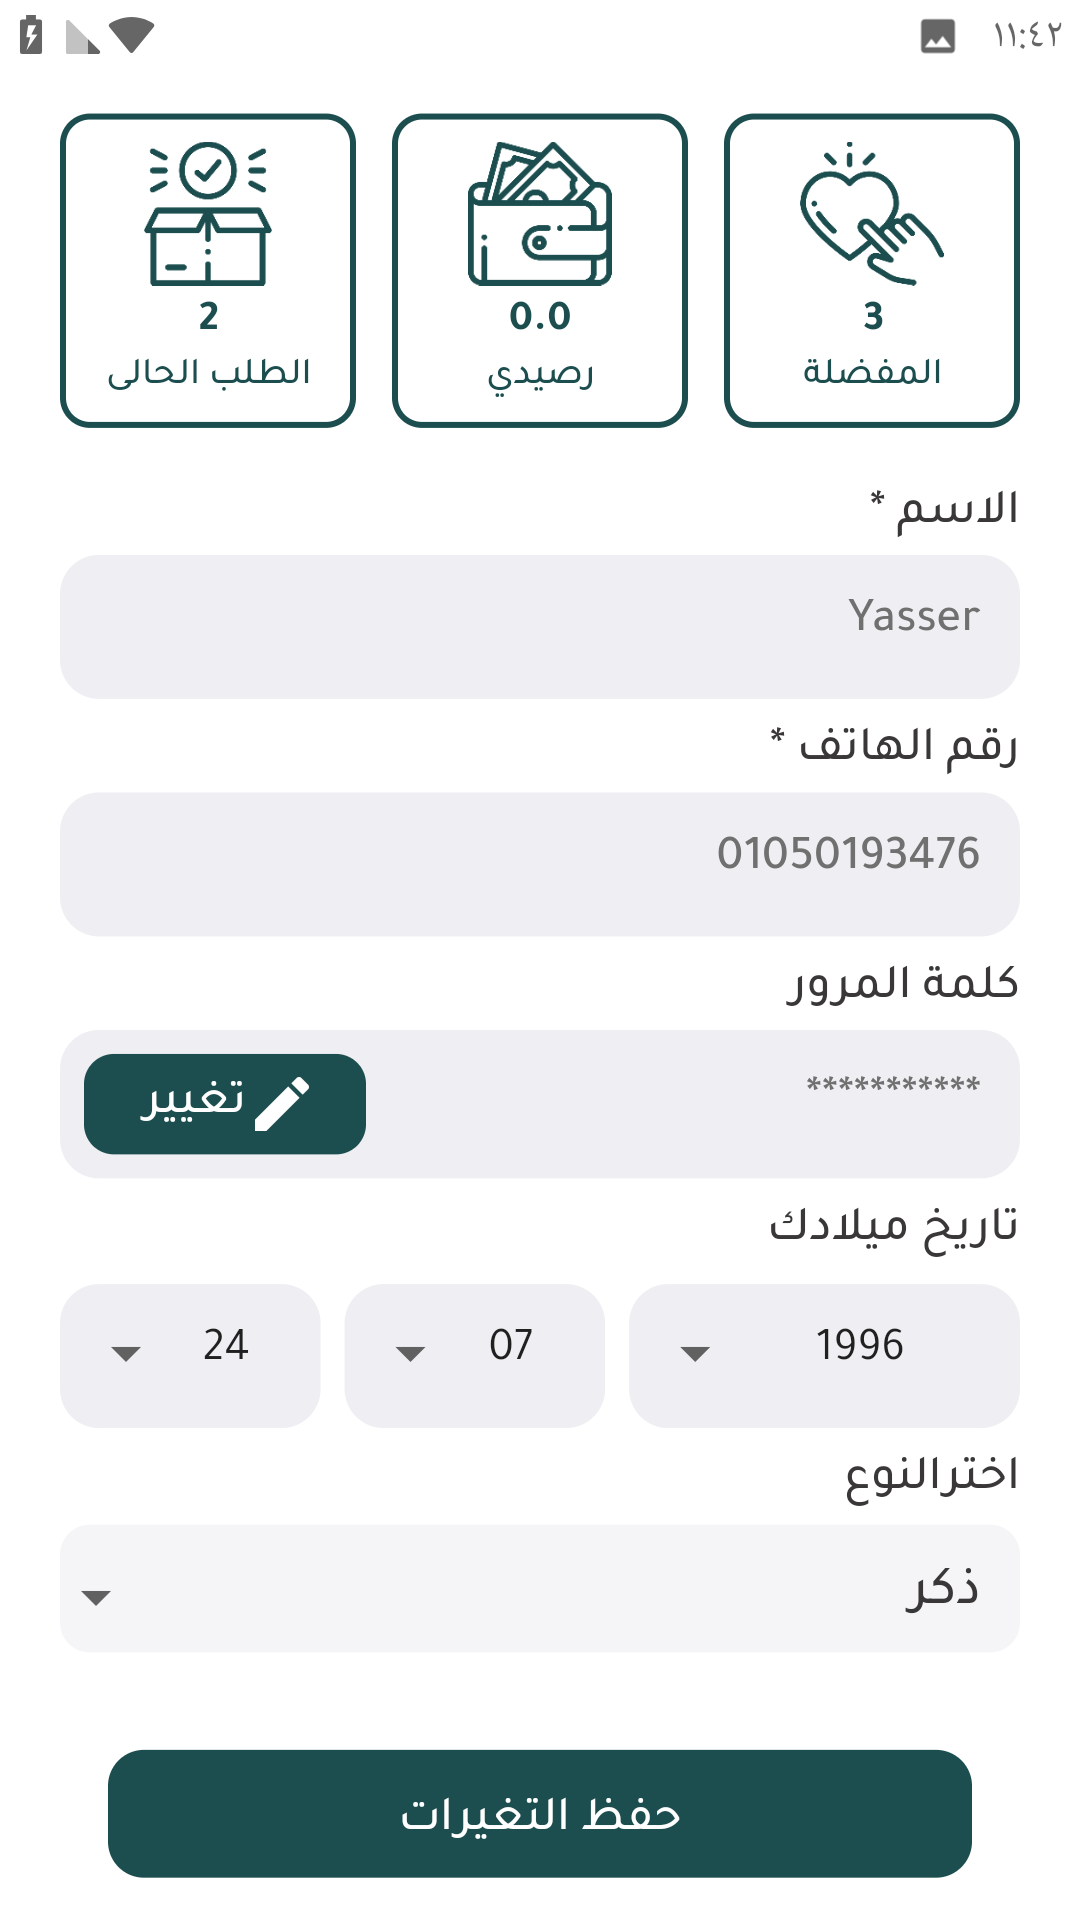 ١١:٤٢
3
المفضلة
0.0
رصيدي
2
الطلب الحالى
الاسم *
Yasser
رقم الهاتف *
01050193476
كلمة المرور
***********
تغيير
تاريخ ميلادك
1996
07
24
اخترالنوع
ذكر
حفظ التغيرات